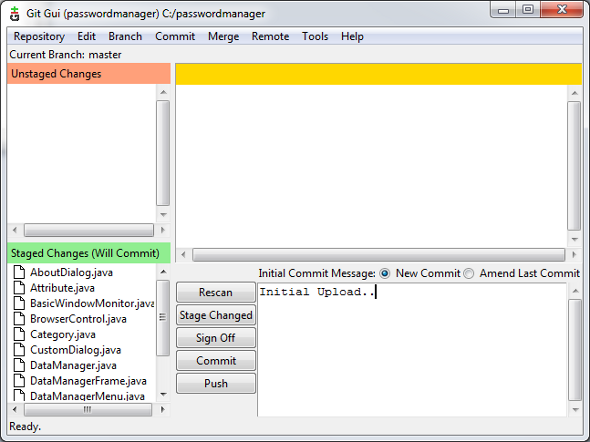 Git Gui (passwordmanager) C:/passwordmanager
Repository Edit Branch Commit Merge Remote Tools Help
Current Branch: master
Unstaged Changes
Staged Changes (Will Commit)
AboutDialog.java
Attribute.java
BasicWindowMonitor.java
BrowserControl.java
Category.java
CustomDialog.java
DataManager.java
DataManagerFrame.java
DataManagerMenu.java
Initial Commit Message: New Commit Amend Last Commit
Rescan
Stage Changed
Sign Off
Commit
Push
Initial Upload..
Ready.